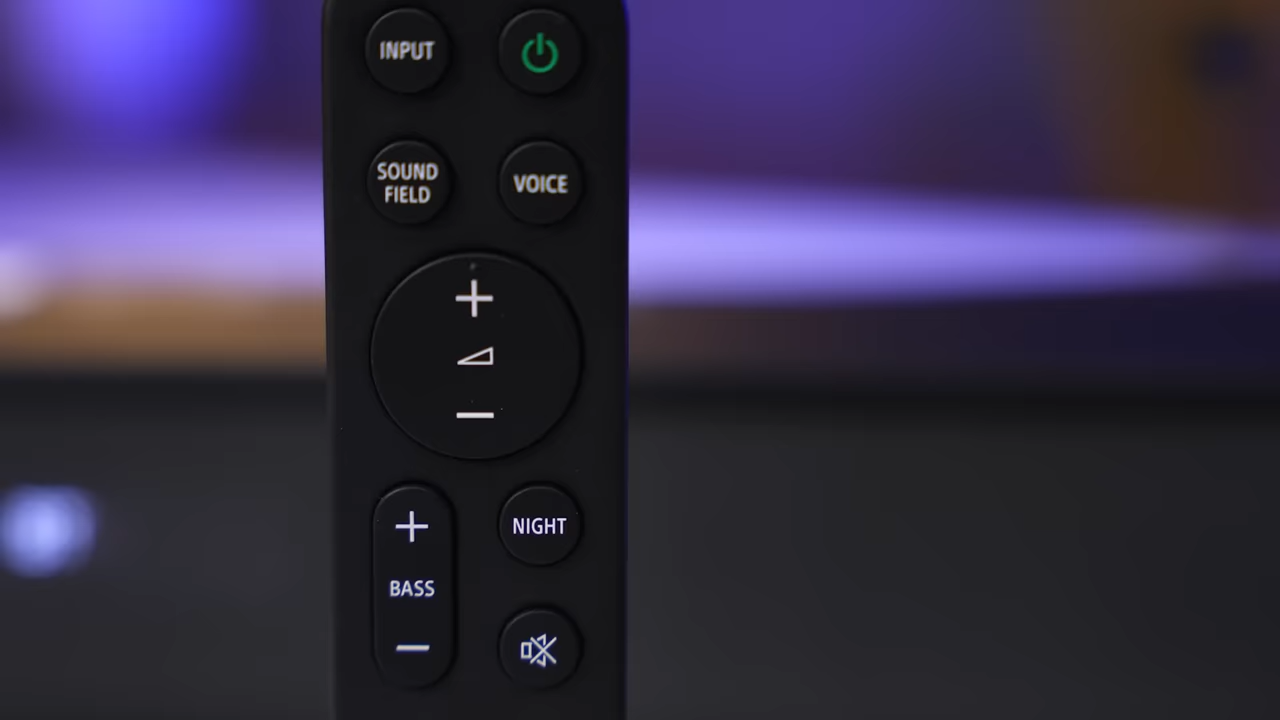 INPUT
SOUND
FIELD
VOICE
+
−
+
NIGHT
BASS
−